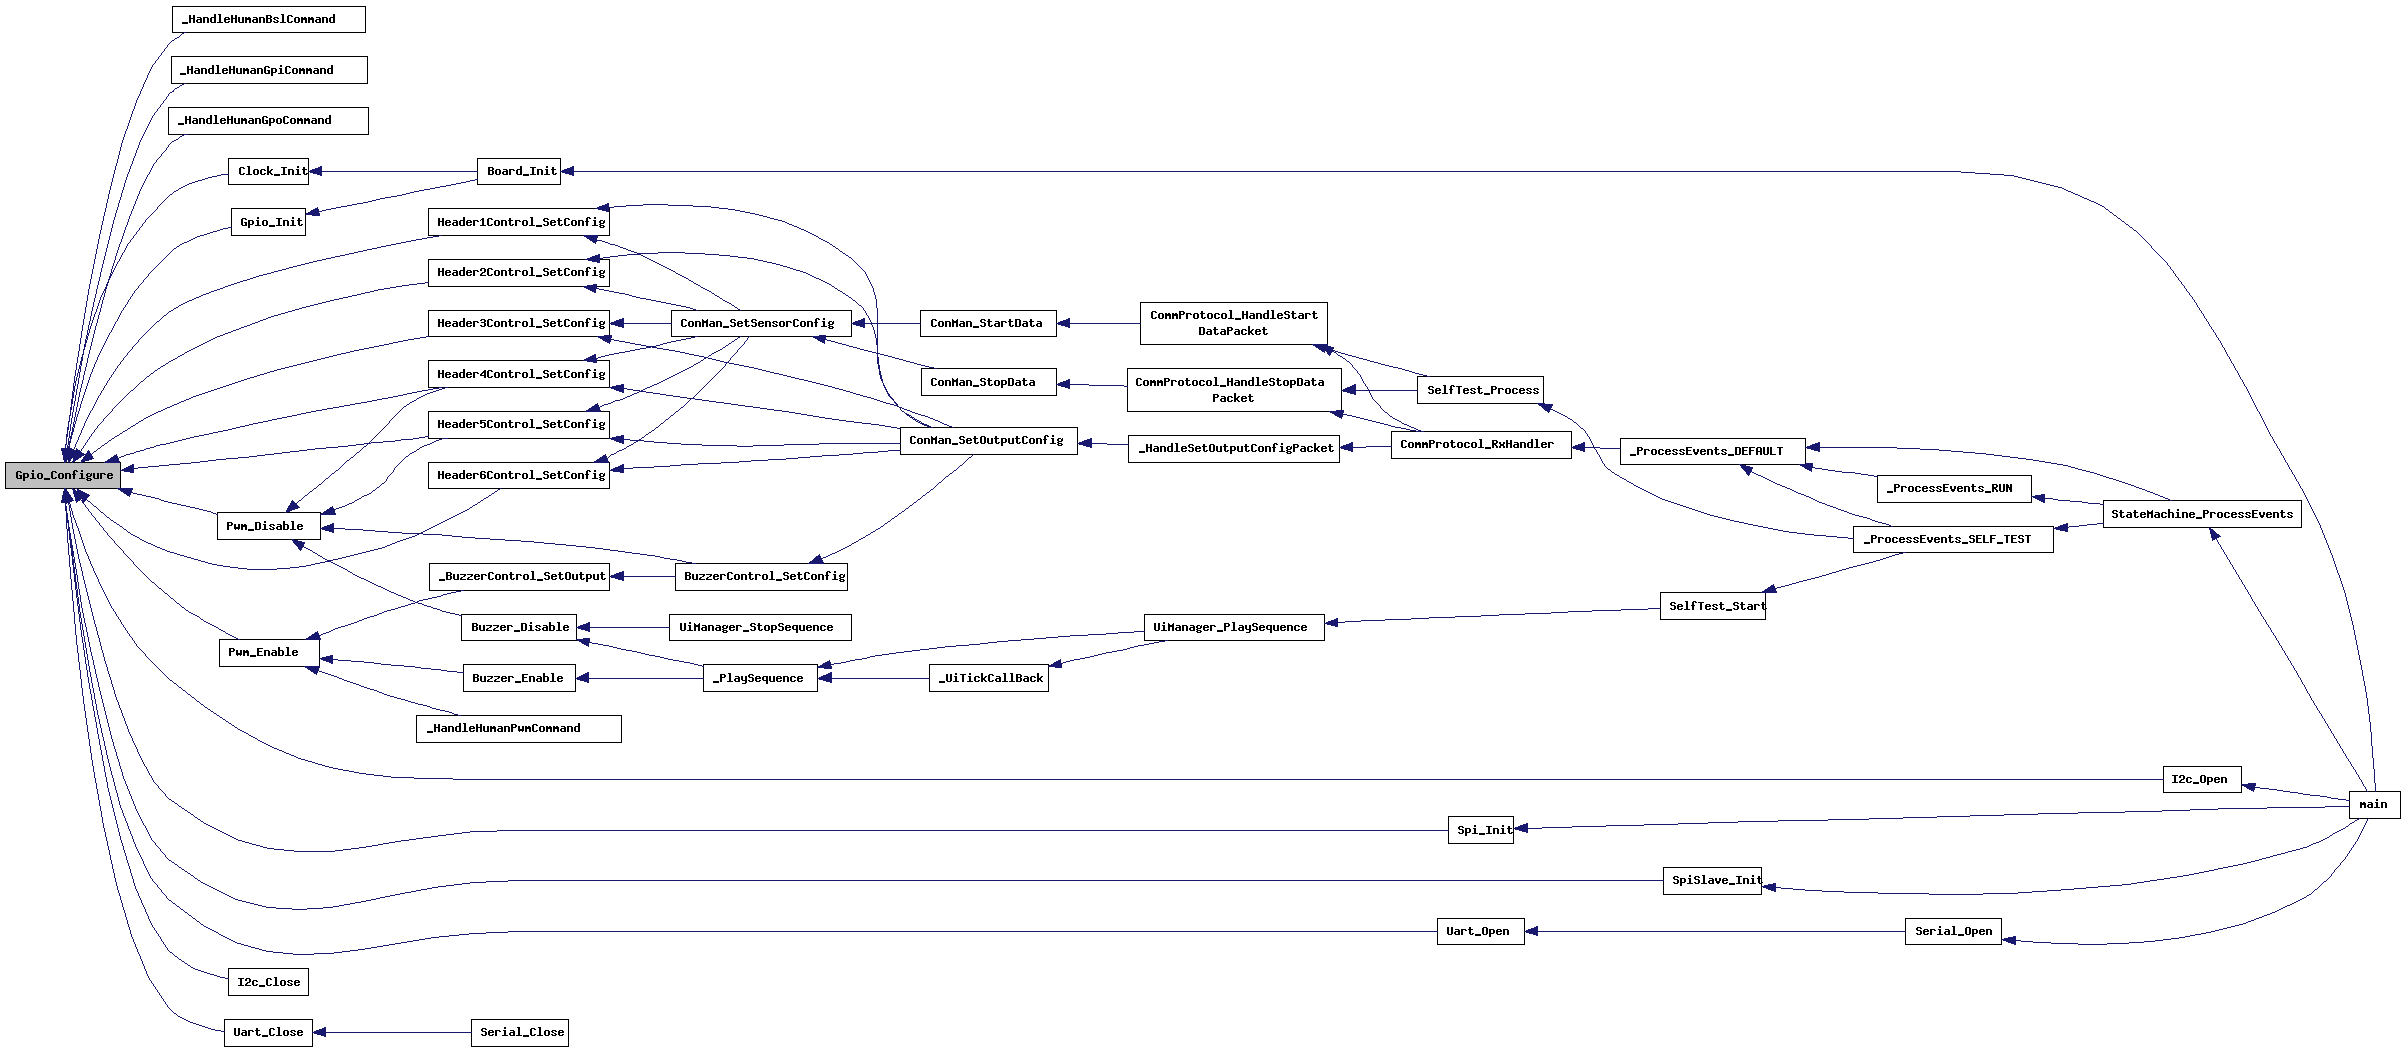 _HandleHumanBslCommand
_HandleHumanGpiCommand
_HandleHumanGpoCommand
Clock_Init
Board_Init
Gpio_Init
Header1Control_SetConfig
Header2Control_SetConfig
Header3Control_SetConfig
ConMan_SetSensorConfig
ConMan_StartData
CommProtocol_HandleStart
DataPacket
Header4Control_SetConfig
ConMan_StopData
CommProtocol_HandleStopData
Packet
SelfTest_Process
Header5Control_SetConfig
ConMan_SetOutputConfig
_HandleSetOutputConfigPacket
CommProtocol_RxHandler
_ProcessEvents_DEFAULT
Gpio_Configure
Header6Control_SetConfig
_ProcessEvents_RUN
StateMachine_ProcessEvents
Pwm_Disable
_ProcessEvents_SELF_TEST
_BuzzerControl_SetOutput
BuzzerControl_SetConfig
SelfTest_Start
Buzzer_Disable
UiManager_StopSequence
UiManager_PlaySequence
Pwm_Enable
Buzzer_Enable
_PlaySequence
_UiTickCallBack
_HandleHumanPwmCommand
I2c_Open
main
Spi_Init
SpiSlave_Init
Uart_Open
Serial_Open
I2c_Close
Uart_Close
Serial_Close